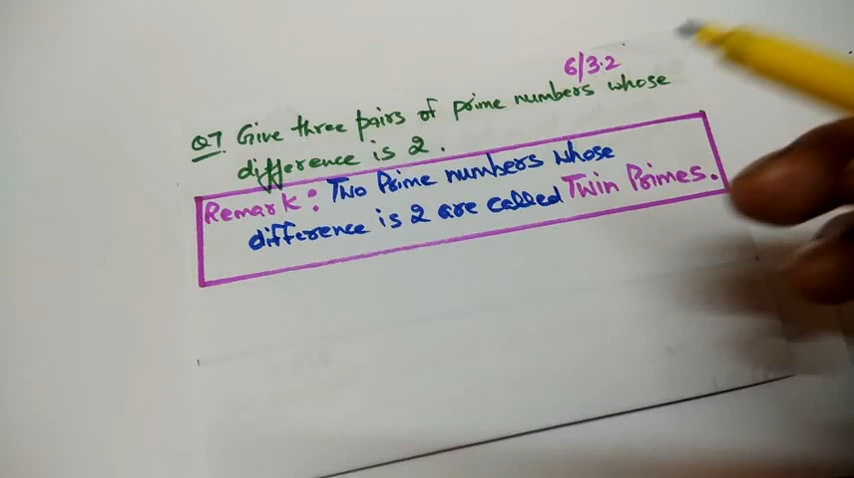 6/3.2
Q7. Give three pairs of prime numbers whose
difference is 2.
Remark: Two Prime numbers whose
difference is 2 are called Twin Primes.